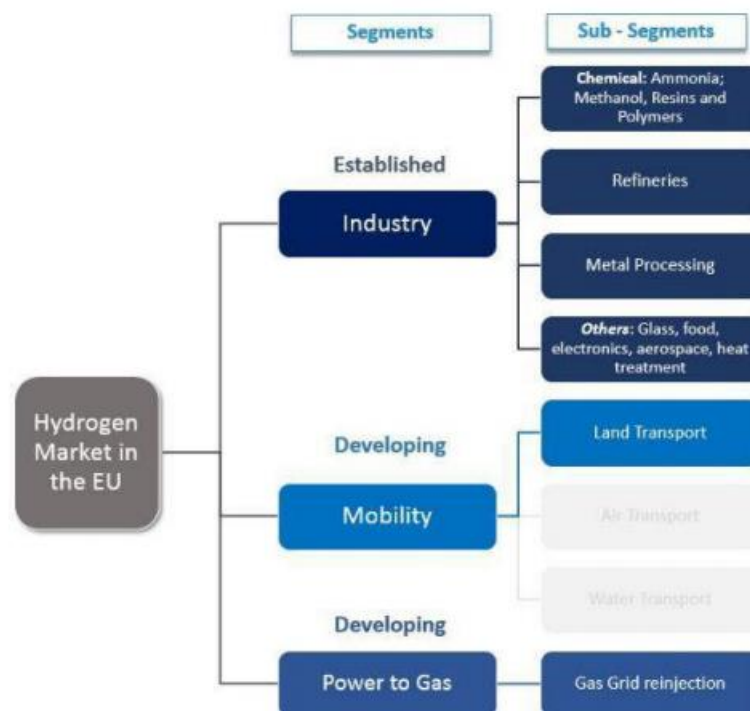 Segments
Sub - Segments
Chemical: Ammonia;
Methanol, Resins and
Polymers
Established
Industry
Refineries
Metal Processing
Others: Glass, food,
electronics, aerospace, heat
treatment
Hydrogen
Market in
the EU
Developing
Mobility
Land Transport
Air Transport
Water Transport
Developing
Power to Gas
Gas Grid reinjection